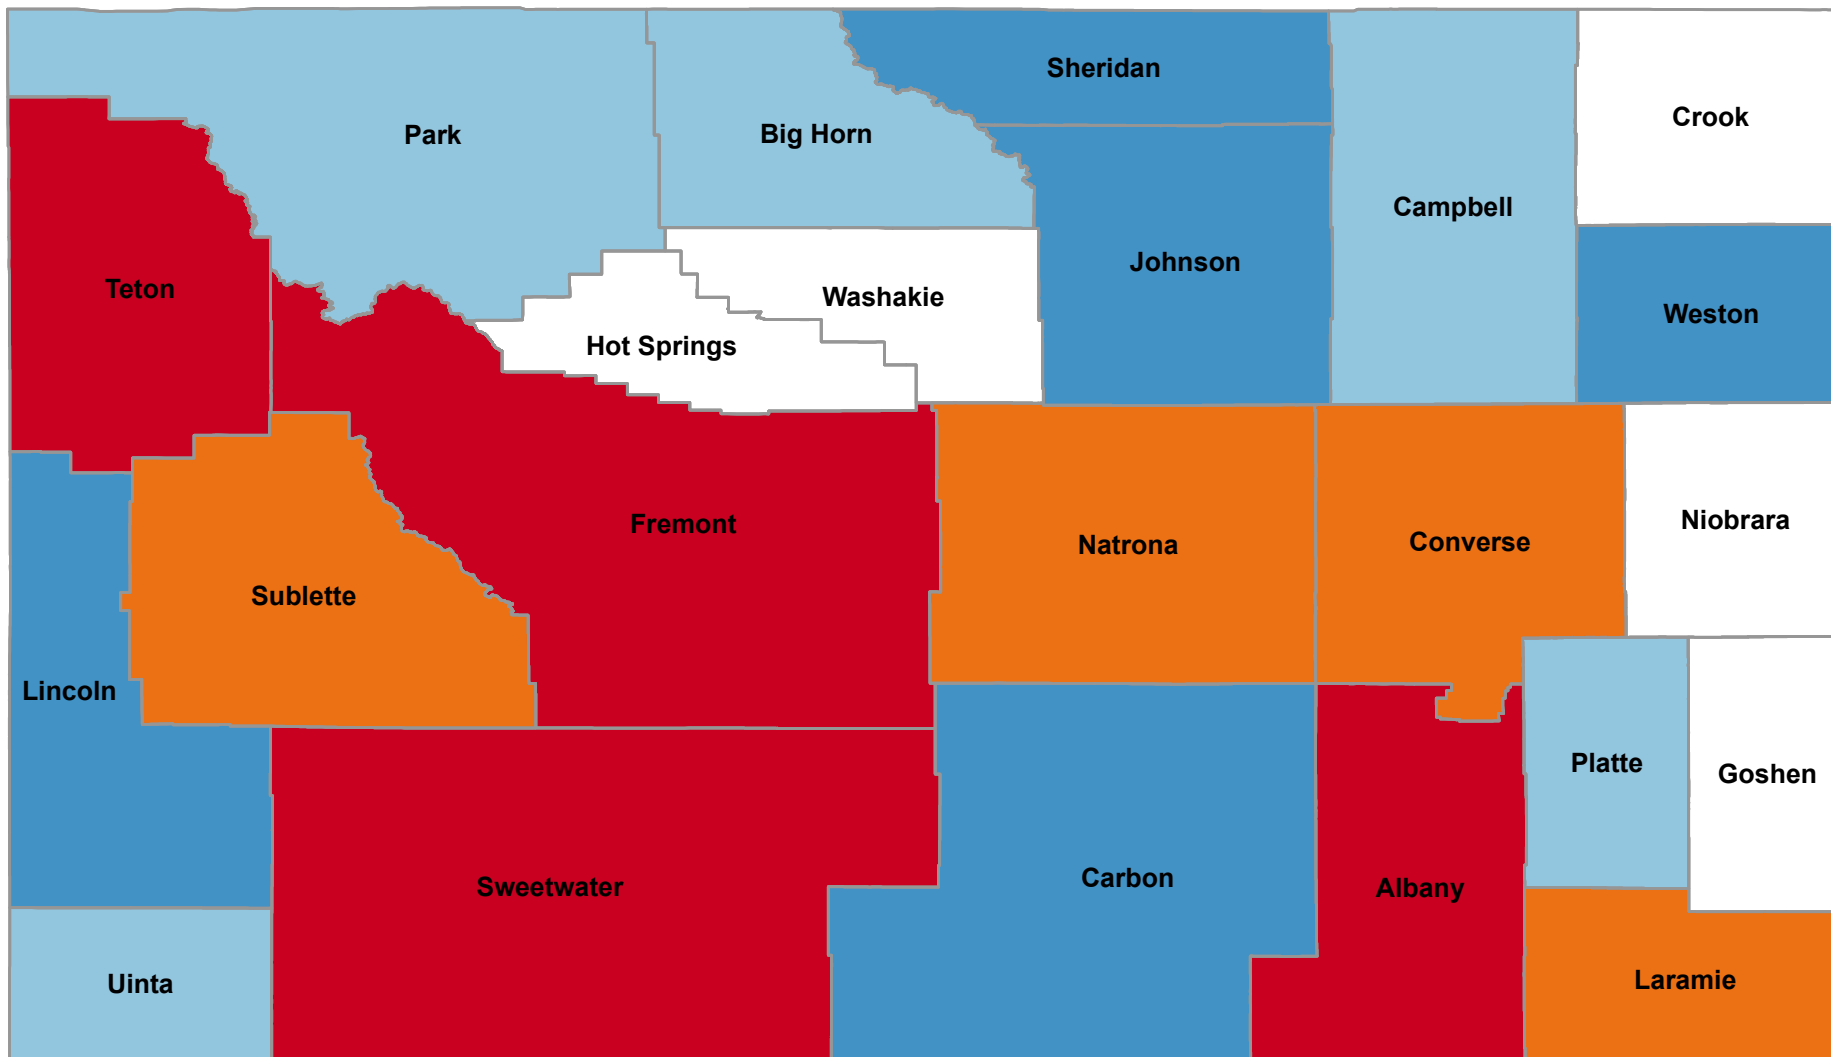 Sheridan
Crook
Park
Big Horn
Campbell
Johnson
Teton
Washakie
Weston
Hot Springs
Niobrara
Fremont
Converse
Natrona
Sublette
Lincoln
Platte
Goshen
Carbon
Sweetwater
Albany
Laramie
Uinta